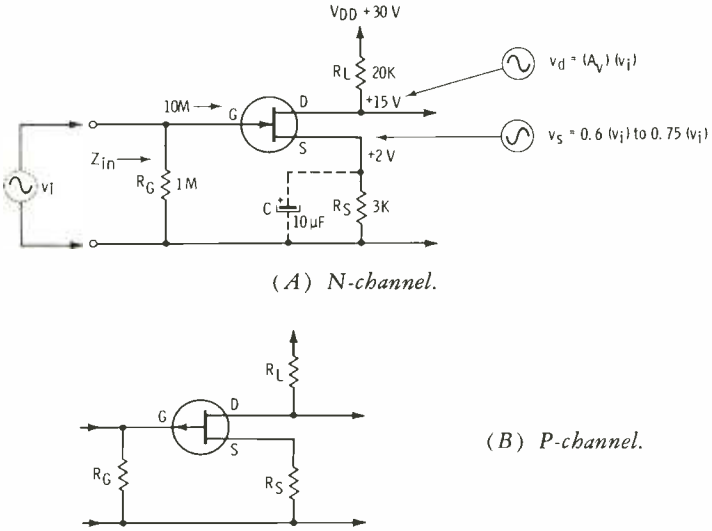 VDD +30 V
RL 20K
vd = (Av) (vi)
+15 V
10M
G
D
S
vs = 0.6 (vi) to 0.75 (vi)
+2 V
Zin
vi
RG 1M
C
+
10 µF
RS 3K
(A) N-channel.
RL
G
D
S
(B) P-channel.
RG
RS